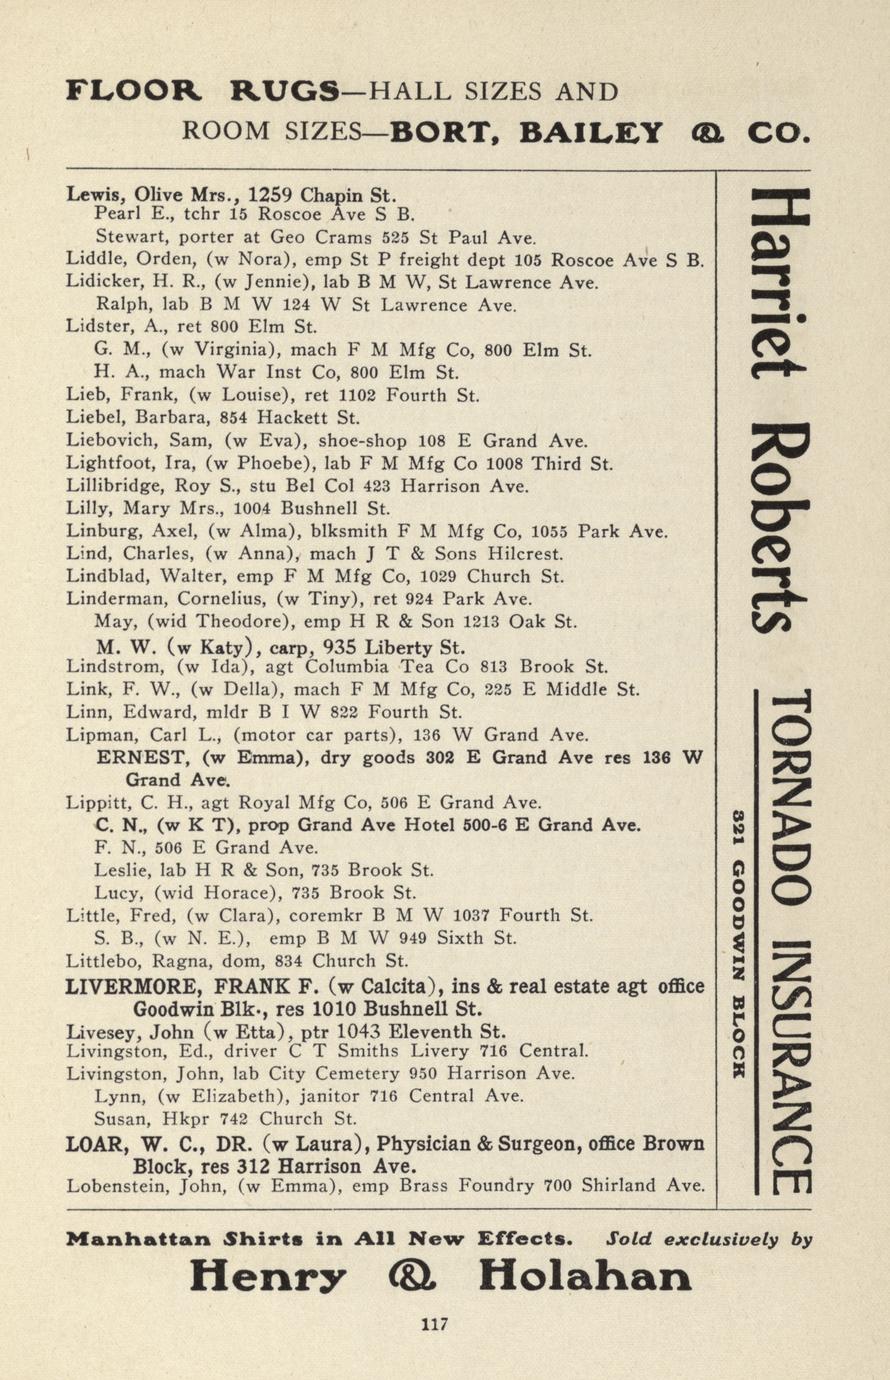 FLOOR RUGS—HALL SIZES AND
ROOM SIZES—BORT, BAILEY & CO.
Lewis, Olive Mrs., 1259 Chapin St.
Pearl E., tchr 15 Roscoe Ave S B.
Stewart, porter at Geo Crams 525 St Paul Ave.
Liddle, Orden, (w Nora), emp St P freight dept 105 Roscoe Ave S B.
Lidicker, H. R., (w Jennie), lab B M W, St Lawrence Ave.
Ralph, lab B M W 124 W St Lawrence Ave.
Lidster, A., ret 800 Elm St.
G. M., (w Virginia), mach F M Mfg Co, 800 Elm St.
H. A., mach War Inst Co, 800 Elm St.
Lieb, Frank, (w Louise), ret 1102 Fourth St.
Liebel, Barbara, 854 Hackett St.
Liebovich, Sam, (w Eva), shoe-shop 108 E Grand Ave.
Lightfoot, Ira, (w Phoebe), lab F M Mfg Co 1008 Third St.
Lillibridge, Roy S., stu Bel Col 423 Harrison Ave.
Lilly, Mary Mrs., 1004 Bushnell St.
Linburg, Axel, (w Alma), blksmith F M Mfg Co, 1055 Park Ave.
Lind, Charles, (w Anna), mach J T & Sons Hilcrest.
Lindblad, Walter, emp F M Mfg Co, 1029 Church St.
Linderman, Cornelius, (w Tiny), ret 924 Park Ave.
May, (wid Theodore), emp H R & Son 1213 Oak St.
M. W. (w Katy), carp, 935 Liberty St.
Lindstrom, (w Ida), agt Columbia Tea Co 813 Brook St.
Link, F. W., (w Della), mach F M Mfg Co, 225 E Middle St.
Linn, Edward, mldr B I W 822 Fourth St.
Lipman, Carl L., (motor car parts), 136 W Grand Ave.
ERNEST, (w Emma), dry goods 302 E Grand Ave res 136 W
Grand Ave.
Lippitt, C. H., agt Royal Mfg Co, 506 E Grand Ave.
C. N., (w K T), prop Grand Ave Hotel 500-6 E Grand Ave.
F. N., 506 E Grand Ave.
Leslie, lab H R & Son, 735 Brook St.
Lucy, (wid Horace), 735 Brook St.
Little, Fred, (w Clara), coremkr B M W 1037 Fourth St.
S. B., (w N. E.), emp B M W 949 Sixth St.
Littlebo, Ragna, dom, 834 Church St.
LIVERMORE, FRANK F. (w Calcita), ins & real estate agt office
Goodwin Blk., res 1010 Bushnell St.
Livesey, John (w Etta), ptr 1043 Eleventh St.
Livingston, Ed., driver C T Smiths Livery 716 Central.
Livingston, John, lab City Cemetery 950 Harrison Ave.
Lynn, (w Elizabeth), janitor 716 Central Ave.
Susan, Hkpr 742 Church St.
LOAR, W. C., DR. (w Laura), Physician & Surgeon, office Brown
Block, res 312 Harrison Ave.
Lobenstein, John, (w Emma), emp Brass Foundry 700 Shirland Ave.
Harriet Roberts
TORNADO INSURANCE
321 GOODWIN BLOCK
Manhattan Shirts in All New Effects. Sold exclusively by
Henry & Holahan
117